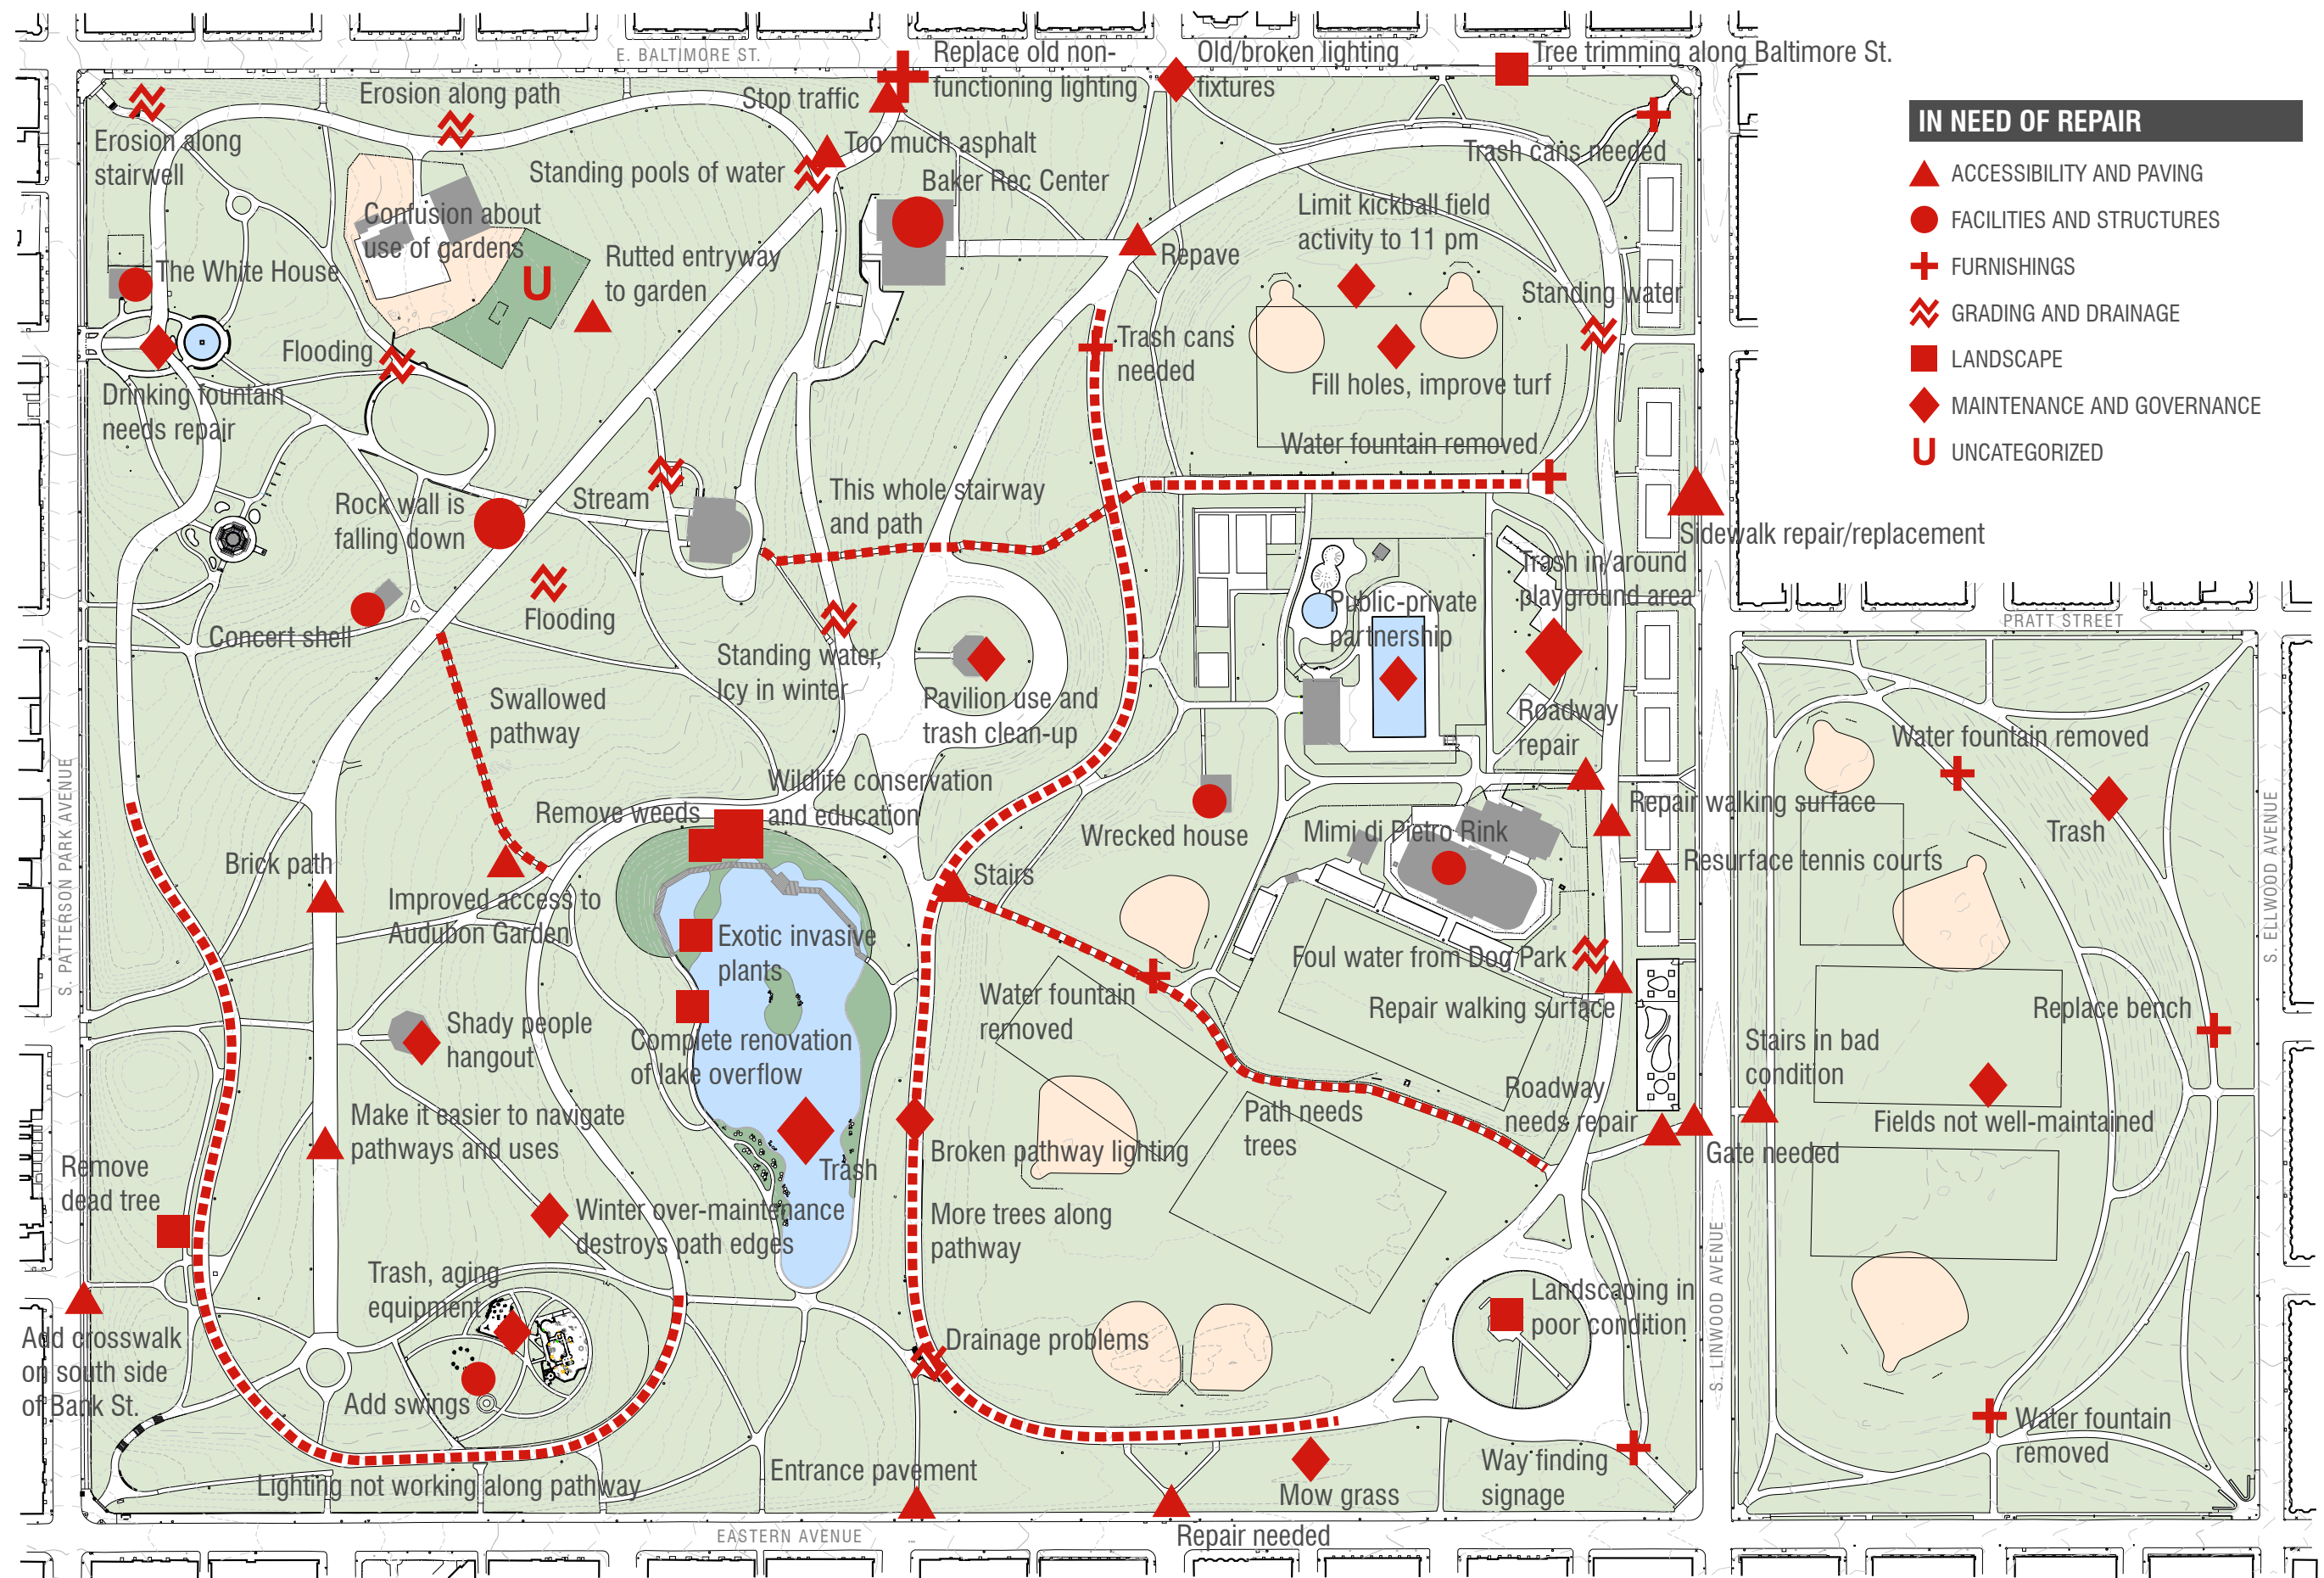 E. BALTIMORE ST.
Replace old non-
functioning lighting
Old/broken lighting
fixtures
Tree trimming along Baltimore St.
Erosion along path
Stop traffic
Erosion along
stairwell
Too much asphalt
Standing pools of water
Baker Rec Center
Trash cans needed
IN NEED OF REPAIR
ACCESSIBILITY AND PAVING
FACILITIES AND STRUCTURES
FURNISHINGS
GRADING AND DRAINAGE
LANDSCAPE
MAINTENANCE AND GOVERNANCE
U UNCATEGORIZED
Confusion about
use of gardens
U
Rutted entryway
to garden
Limit kickball field
activity to 11 pm
Repave
The White House
Standing water
Flooding
Trash cans
needed
Fill holes, improve turf
Drinking fountain
needs repair
Water fountain removed
Rock wall is
falling down
Stream
This whole stairway
and path
Sidewalk repair/replacement
Trash in/around
playground area
Public-private
partnership
Flooding
Concert shell
PRATT STREET
Standing water,
Icy in winter
Pavilion use and
trash clean-up
Swallowed
pathway
Roadway
repair
Water fountain removed
S. PATTERSON PARK AVENUE
Wildlife conservation
and education
Remove weeds
Wrecked house
Mimi di Pietro Rink
Repair walking surface
Trash
S. ELLWOOD AVENUE
Brick path
Stairs
Resurface tennis courts
Improved access to
Audubon Garden
Exotic invasive
plants
Foul water from Dog Park
Water fountain
removed
Repair walking surface
Replace bench
Shady people
hangout
Complete renovation
of lake overflow
Stairs in bad
condition
Make it easier to navigate
pathways and uses
Path needs
trees
Roadway
needs repair
Fields not well-maintained
Broken pathway lighting
Gate needed
Trash
Remove
dead tree
Winter over-maintenance
destroys path edges
More trees along
pathway
S. LINWOOD AVENUE
Trash, aging
equipment
Landscaping in
poor condition
Add crosswalk
on south side
of Bank St.
Drainage problems
Add swings
Water fountain
removed
Lighting not working along pathway
Entrance pavement
Mow grass
Way finding
signage
EASTERN AVENUE
Repair needed